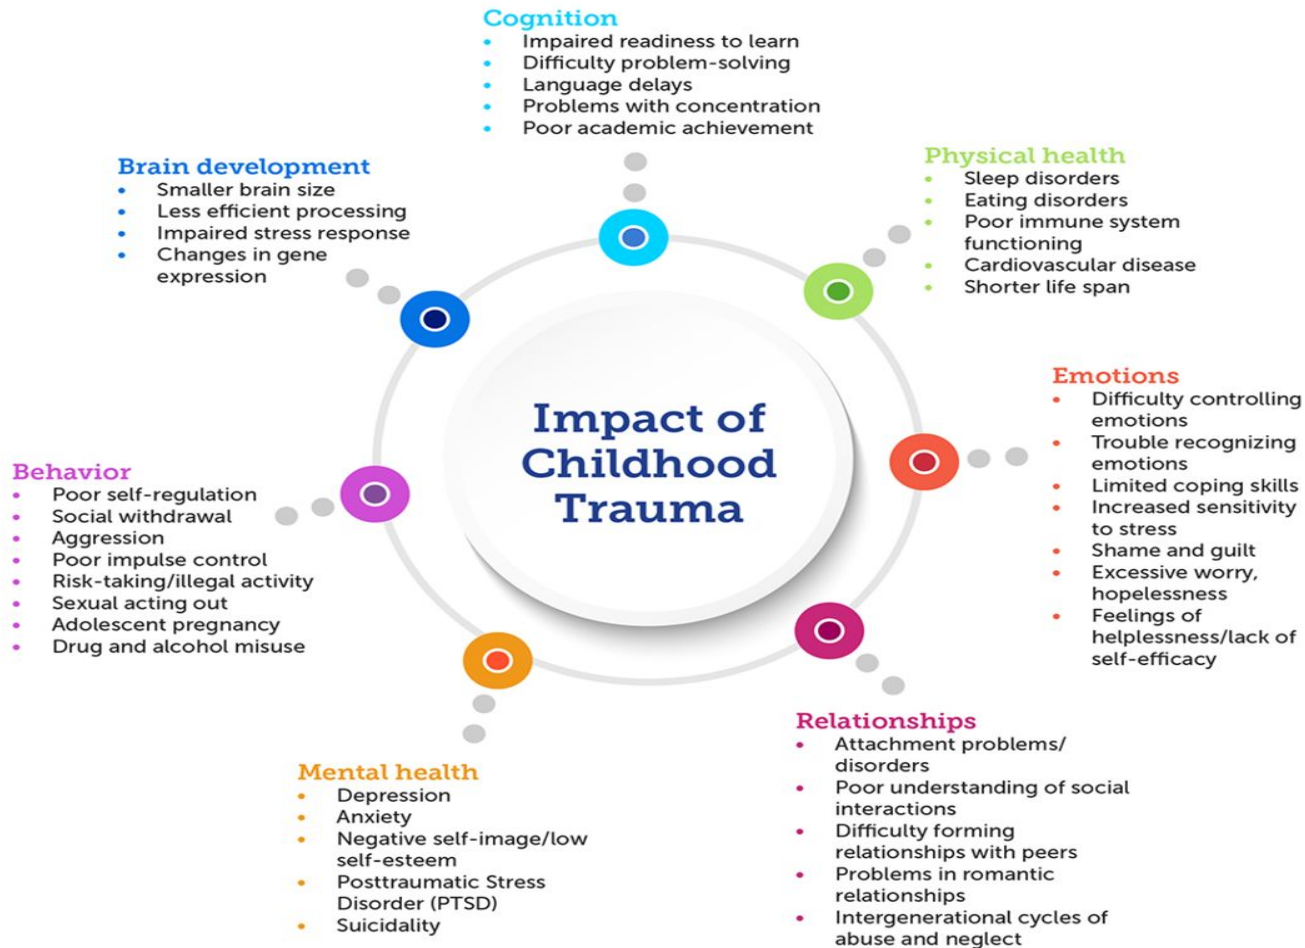 Cognition
• Impaired readiness to learn
• Difficulty problem-solving
• Language delays
• Problems with concentration
• Poor academic achievement
Brain development
• Smaller brain size
• Less efficient processing
• Impaired stress response
• Changes in gene
expression
Physical health
• Sleep disorders
• Eating disorders
• Poor immune system
functioning
• Cardiovascular disease
• Shorter life span
Impact of
Childhood
Trauma
Emotions
• Difficulty controlling
emotions
• Trouble recognizing
emotions
• Limited coping skills
• Increased sensitivity
to stress
• Shame and guilt
• Excessive worry,
hopelessness
• Feelings of
helplessness/lack of
self-efficacy
Behavior
• Poor self-regulation
• Social withdrawal
• Aggression
• Poor impulse control
• Risk-taking/illegal activity
• Sexual acting out
• Adolescent pregnancy
• Drug and alcohol misuse
Relationships
• Attachment problems/
disorders
• Poor understanding of social
interactions
• Difficulty forming
relationships with peers
• Problems in romantic
relationships
• Intergenerational cycles of
abuse and neglect
Mental health
• Depression
• Anxiety
• Negative self-image/low
self-esteem
• Posttraumatic Stress
Disorder (PTSD)
• Suicidality